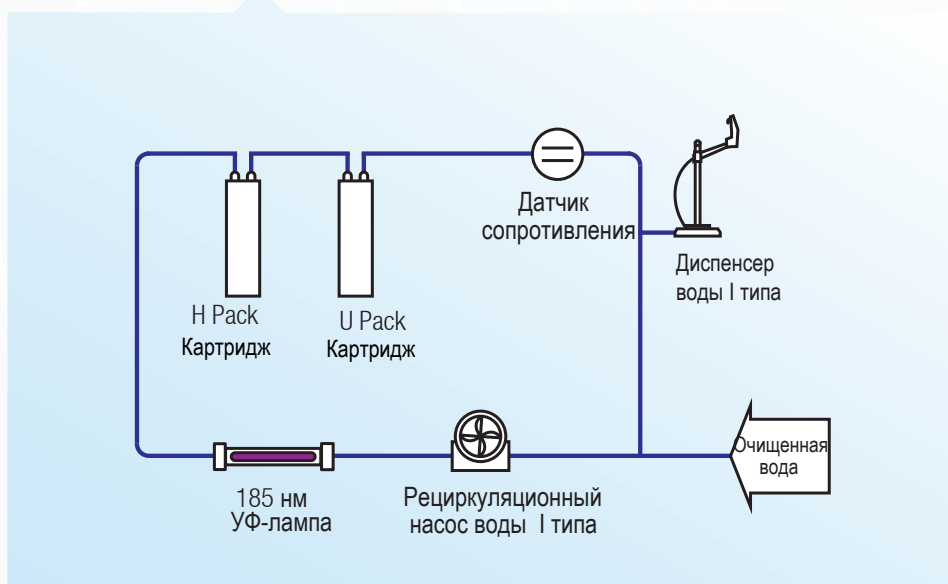 Датчик
сопротивления
Диспенсер
воды I типа
H Pack
Картридж
U Pack
Картридж
Очищенная
вода
185 нм
УФ-лампа
Рециркуляционный
насос воды I типа